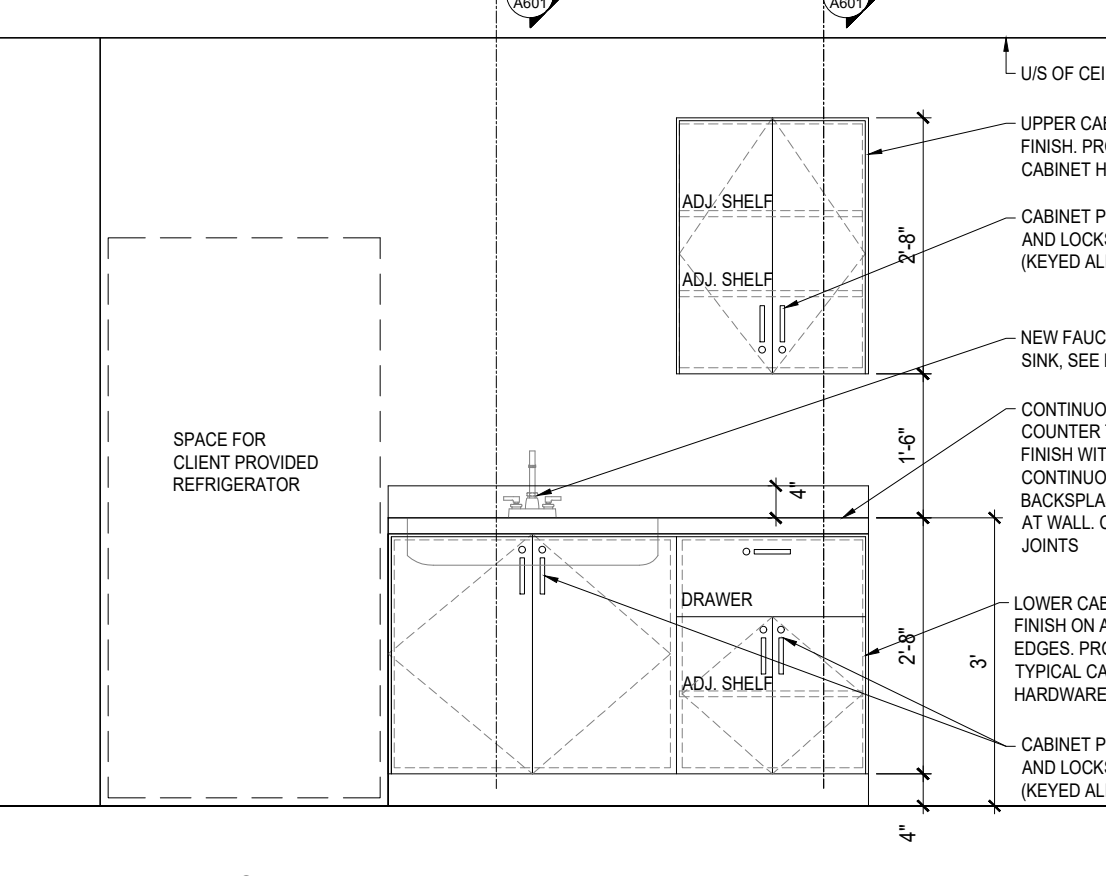 A601
A601
U/S OF CEI
UPPER CAB
FINISH. PRO
CABINET H
ADJ. SHELF
CABINET P
AND LOCKS
(KEYED AL
2'-8"
ADJ. SHELF
NEW FAUC
SINK, SEE
CONTINUO
COUNTER
FINISH WIT
CONTINUO
BACKSPLA
AT WALL. C
JOINTS
SPACE FOR
CLIENT PROVIDED
REFRIGERATOR
1'-6"
4"
DRAWER
LOWER CAB
FINISH ON A
EDGES. PRO
TYPICAL CA
HARDWARE
2'-8"
3'
ADJ. SHELF
CABINET P
AND LOCKS
(KEYED AL
4"